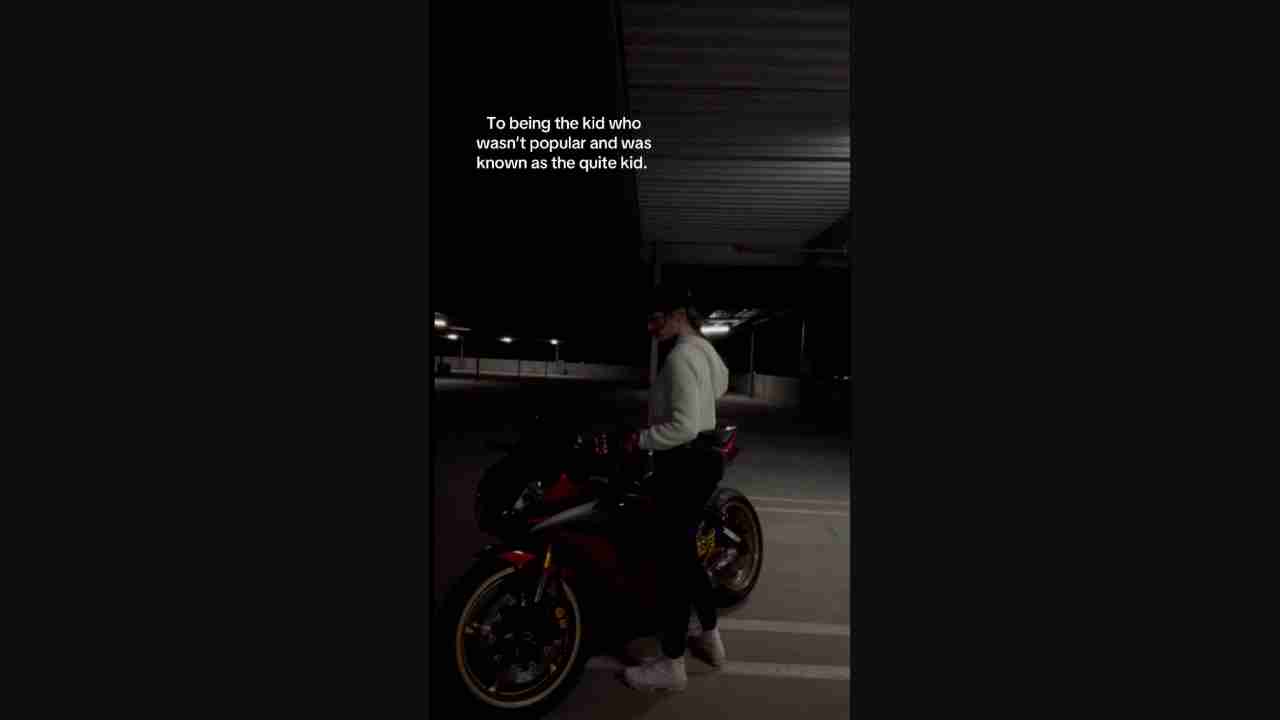 To being the kid who
wasn't popular and was
known as the quite kid.